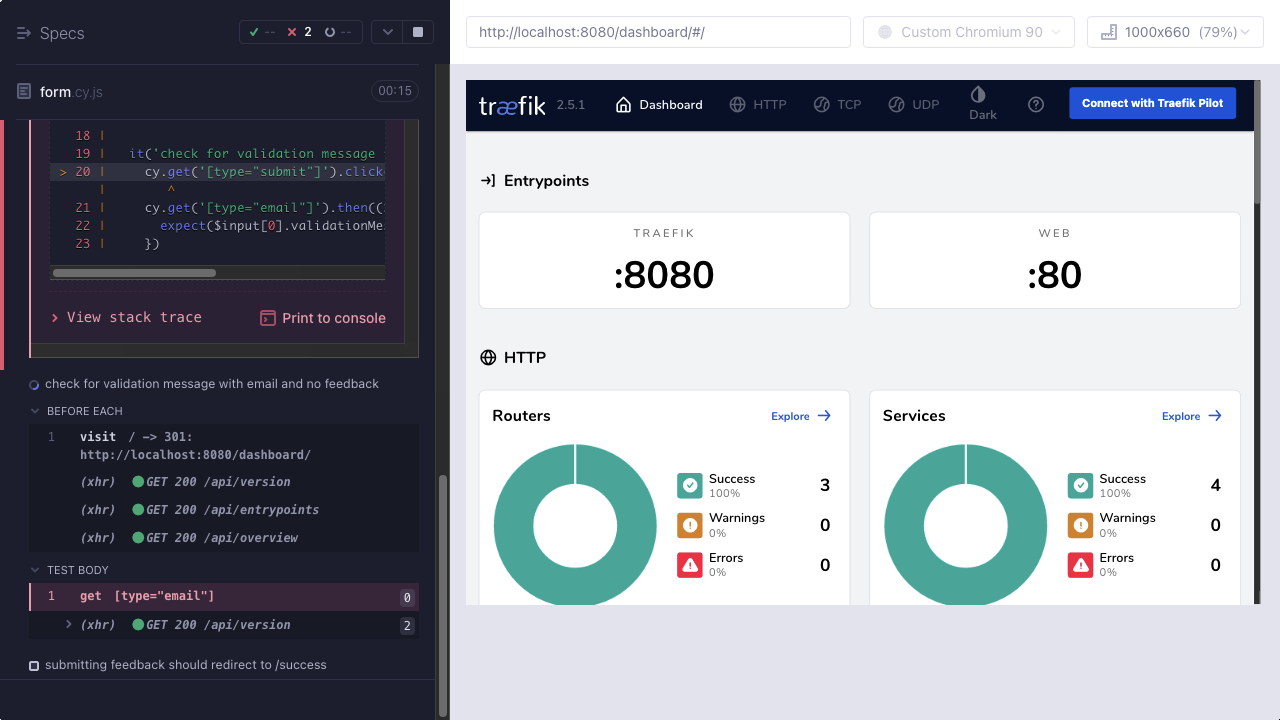 Specs
--
2
--
form.cy.js
00:15
18 |
19 | it('check for validation message
> 20 | cy.get('[type="submit"]').click
| ^
21 | cy.get('[type="email"]').then((
22 | expect($input[0].validationMe
23 | })
View stack trace
Print to console
check for validation message with email and no feedback
BEFORE EACH
1 visit / -> 301:
http://localhost:8080/dashboard/
(xhr) GET 200 /api/version
(xhr) GET 200 /api/entrypoints
(xhr) GET 200 /api/overview
TEST BODY
1 get [type="email"] 0
(xhr) GET 200 /api/version 2
submitting feedback should redirect to /success
http://localhost:8080/dashboard/#/
Custom Chromium 90
1000x660 (79%)
træfik 2.5.1
Dashboard
HTTP
TCP
UDP
Dark
Connect with Traefik Pilot
Entrypoints
TRAEFIK
:8080
WEB
:80
HTTP
Routers
Explore
Success 3
100%
Warnings 0
0%
Errors 0
0%
Services
Explore
Success 4
100%
Warnings 0
0%
Errors 0
0%